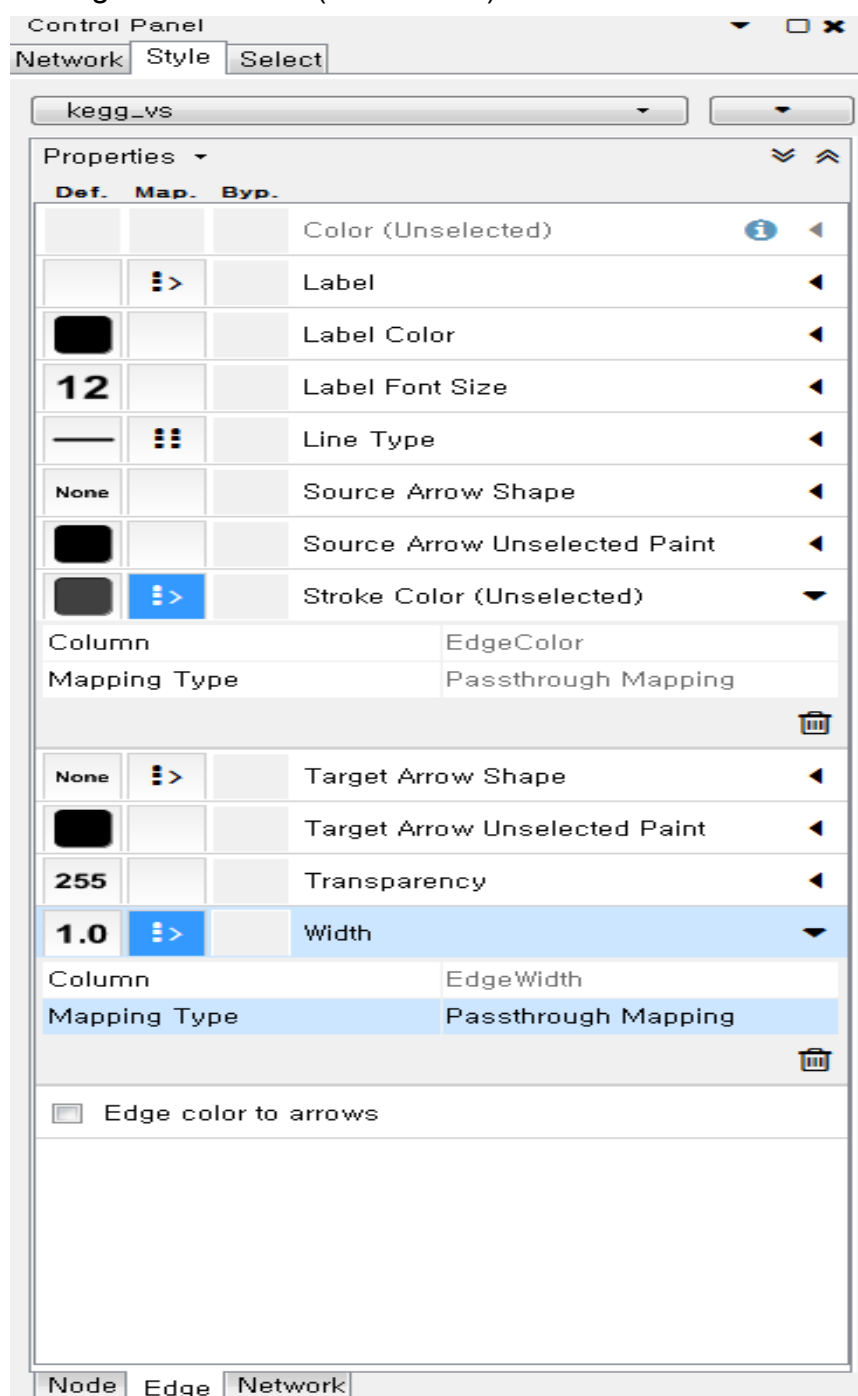 Control Panel
Network Style Select
kegg_vs
Properties
Def. Map. Byp.
Color (Unselected)
Label
Label Color
12 Label Font Size
Line Type
None Source Arrow Shape
Source Arrow Unselected Paint
Stroke Color (Unselected)
Column EdgeColor
Mapping Type Passthrough Mapping
None Target Arrow Shape
Target Arrow Unselected Paint
255 Transparency
1.0 Width
Column EdgeWidth
Mapping Type Passthrough Mapping
Edge color to arrows
Node Edge Network